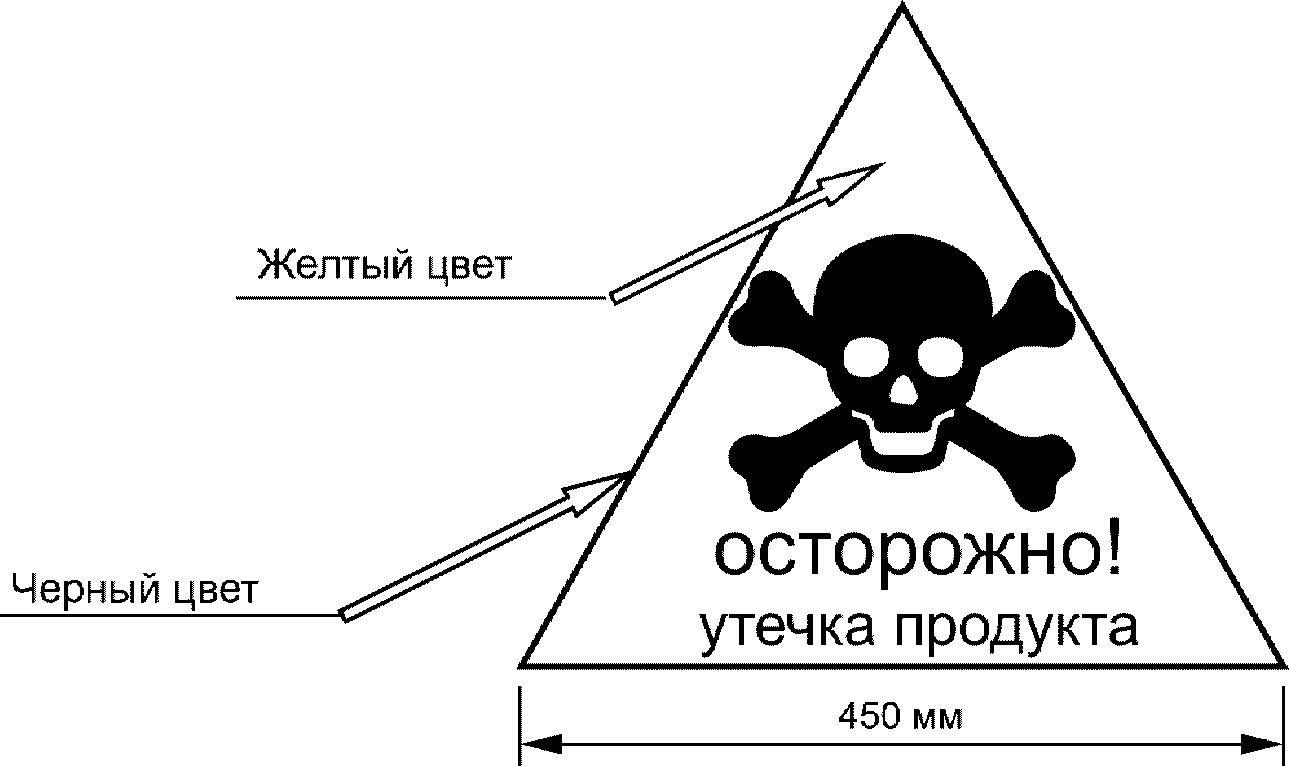 Желтый цвет
Черный цвет
осторожно!
утечка продукта
450 мм